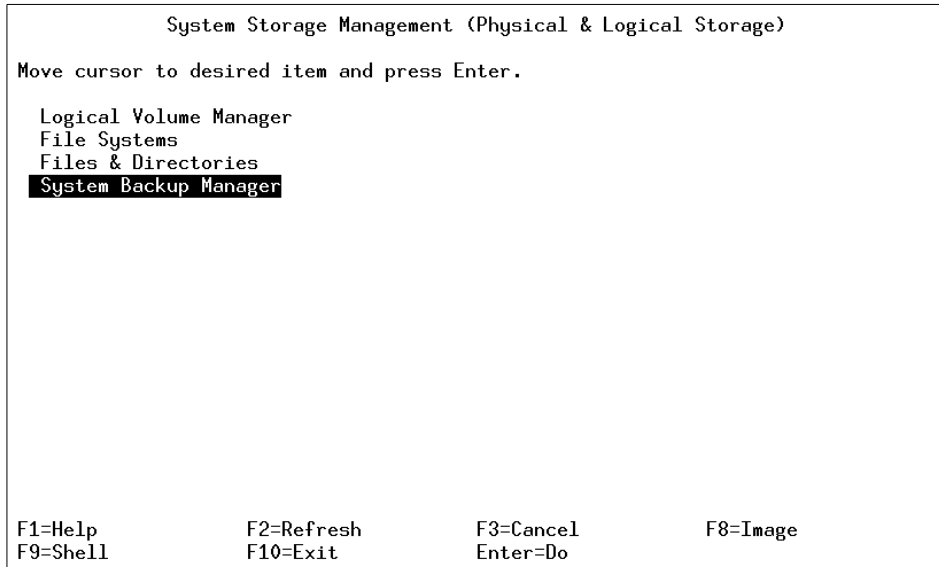 System Storage Management (Physical & Logical Storage)
Move cursor to desired item and press Enter.
Logical Volume Manager
File Systems
Files & Directories
System Backup Manager
F1=Help F2=Refresh F3=Cancel F8=Image
F9=Shell F10=Exit Enter=Do